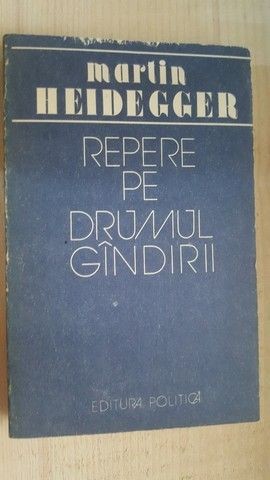 martin
HEIDEGGER
REPERE
PE
DRUMUL
GÎNDIRII
EDITURA POLITICĂ